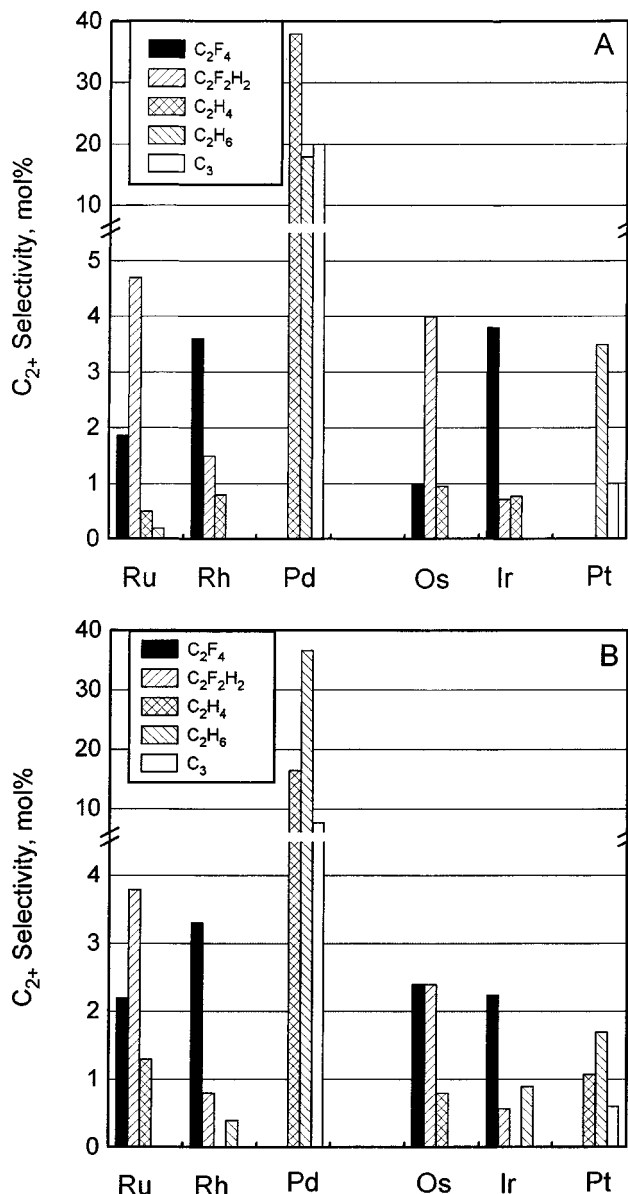 A
C₂F₄
C₂F₂H₂
C₂H₄
C₂H₆
C₃
C₂₊ Selectivity, mol%
40
30
20
10
5
4
3
2
1
0
Ru Rh Pd Os Ir Pt
B
C₂F₄
C₂F₂H₂
C₂H₄
C₂H₆
C₃
C₂₊ Selectivity, mol%
40
30
20
10
4
3
2
1
0
Ru Rh Pd Os Ir Pt